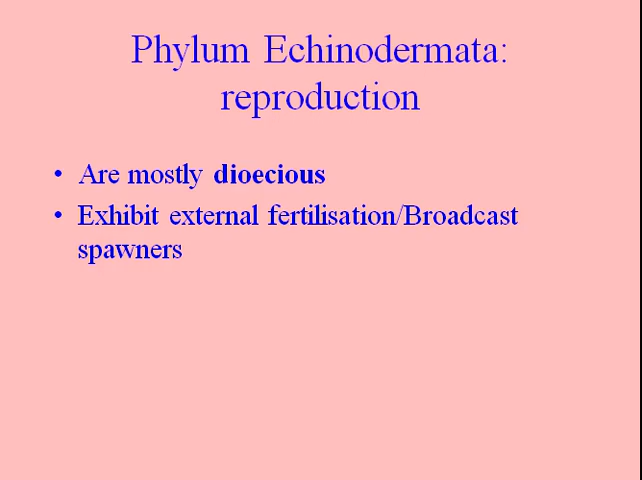 Phylum Echinodermata:
reproduction
• Are mostly dioecious
• Exhibit external fertilisation/Broadcast
spawners